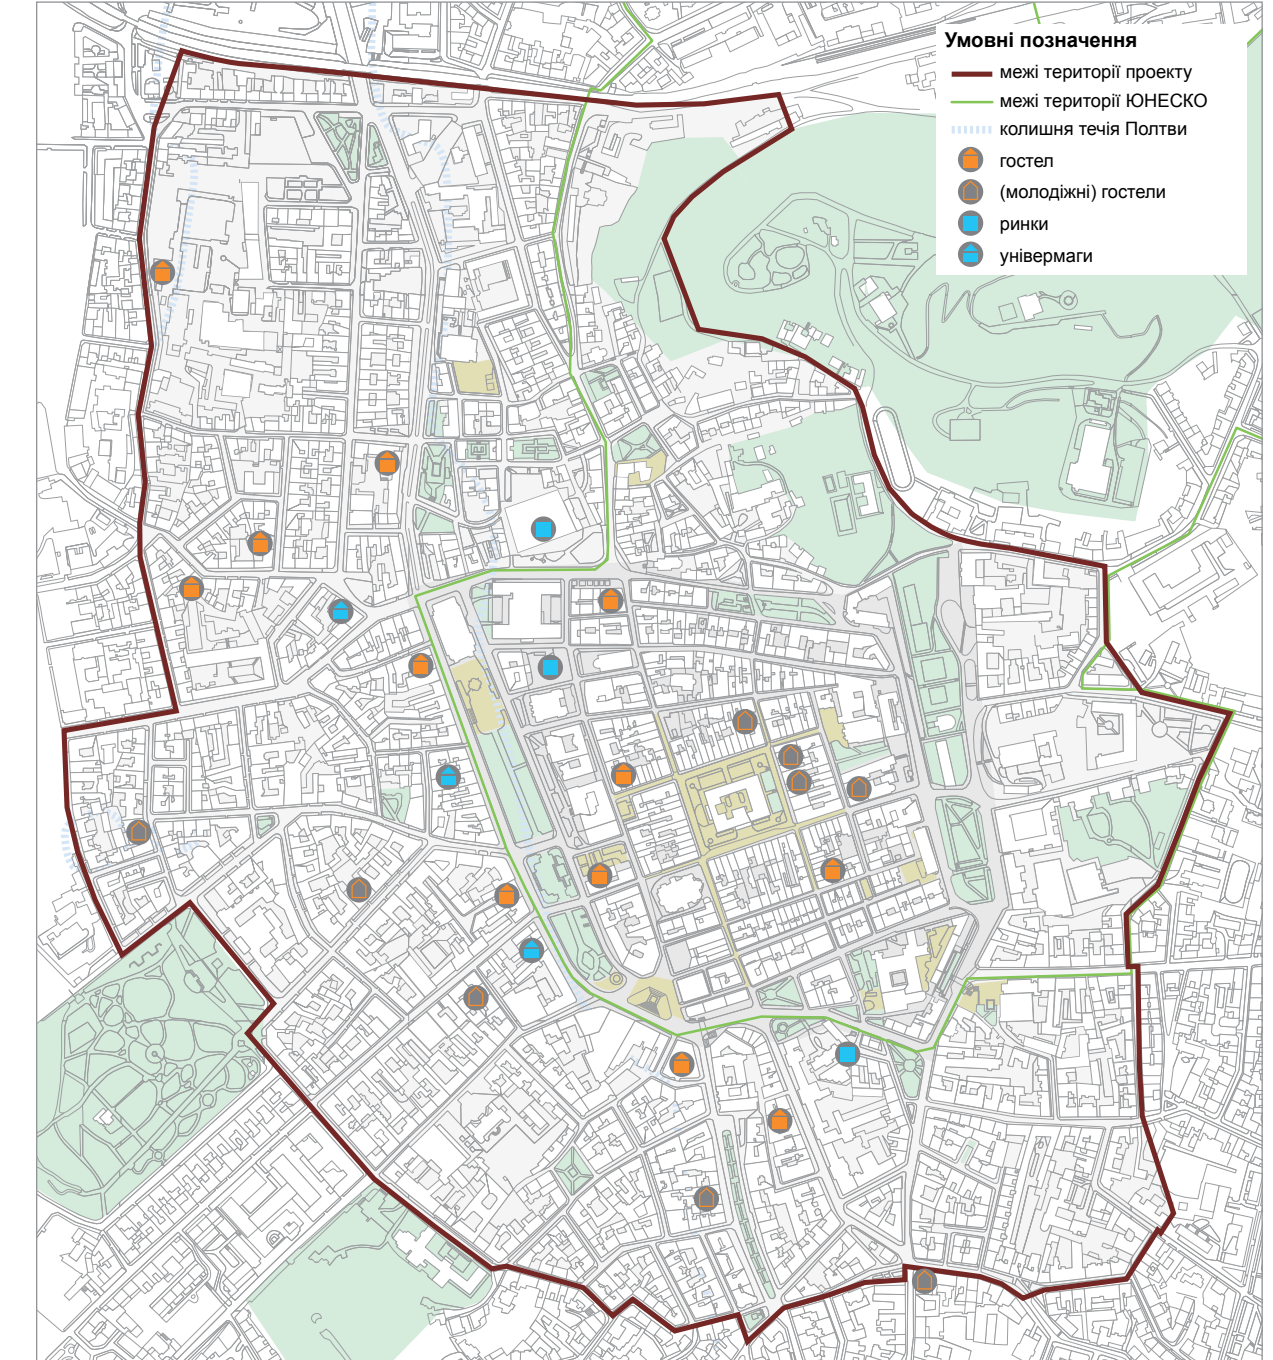 Умовні позначення
межі території проекту
межі території ЮНЕСКО
колишня течія Полтви
гостел
(молодіжні) гостели
ринки
універмаги